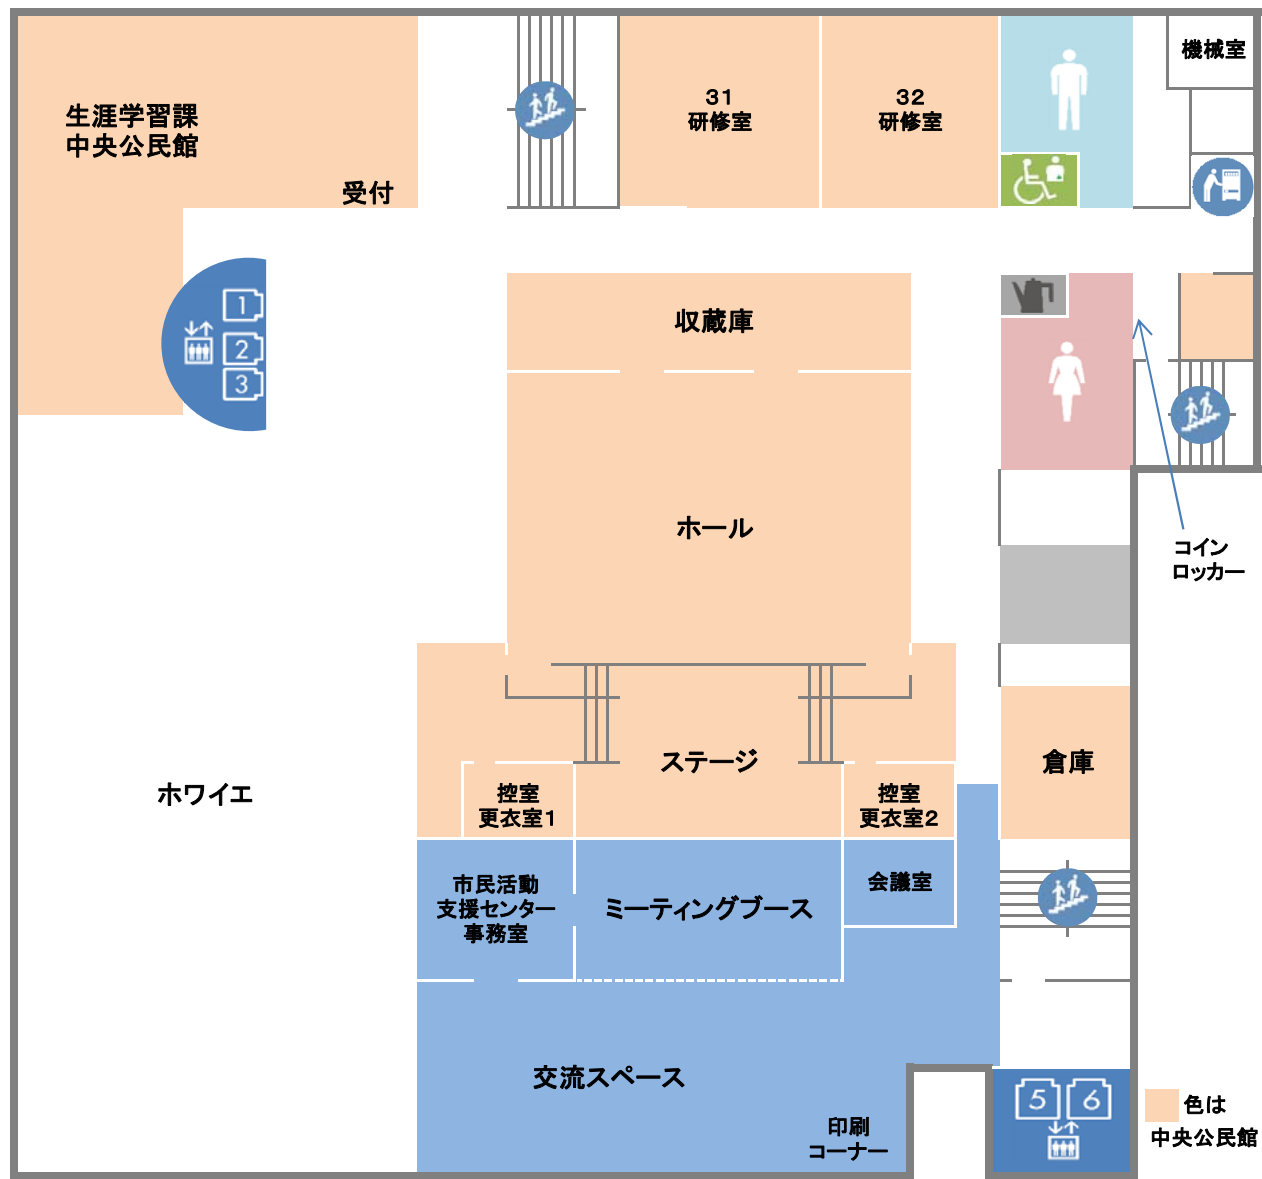 生涯学習課
中央公民館
受付
31
研修室
32
研修室
機械室
1
2
3
収蔵庫
ホール
コイン
ロッカー
ステージ
倉庫
控室
更衣室1
控室
更衣室2
ホワイエ
市民活動
支援センター
事務室
ミーティングブース
会議室
交流スペース
印刷
コーナー
5
6
色は
中央公民館